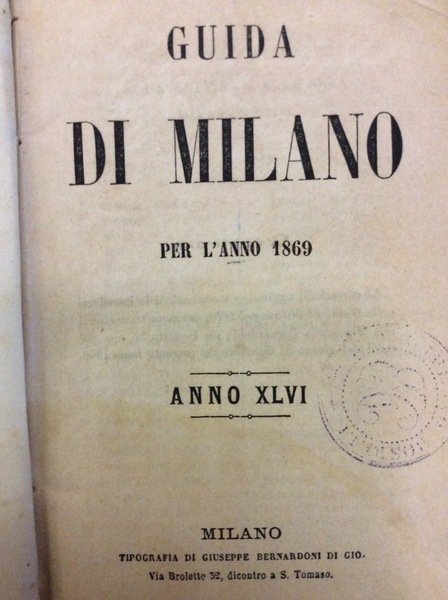 GUIDA
DI MILANO
PER L'ANNO 1869
ANNO XLVI
MILANO
TIPOGRAFIA DI GIUSEPPE BERNARDONI DI GIO.
Via Broletto 32, dicontro a S. Tomaso.